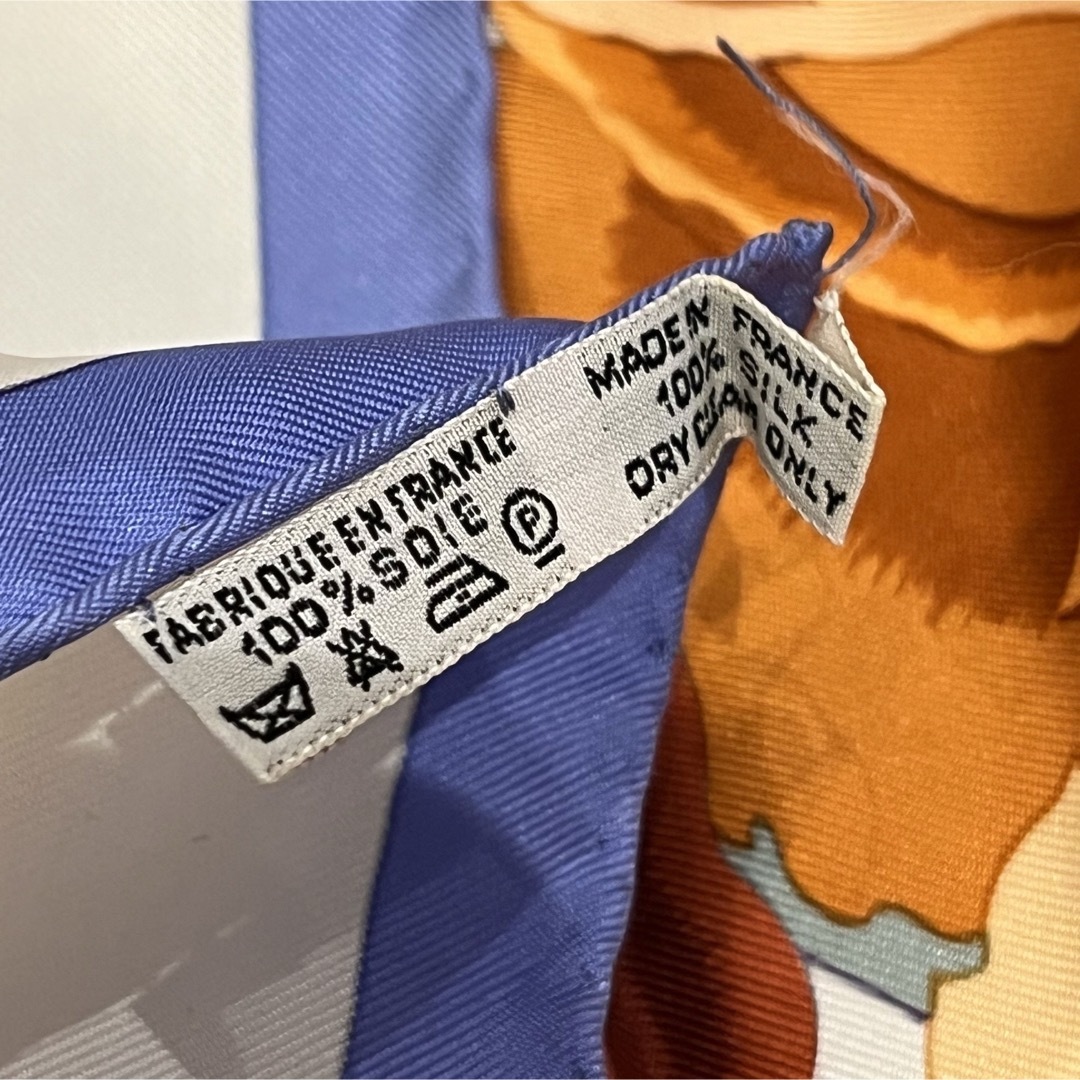 FABRIQUE EN FRANCE
100% SOIE
P
MADE IN FRANCE
100% SILK
DRY CLEAN ONLY